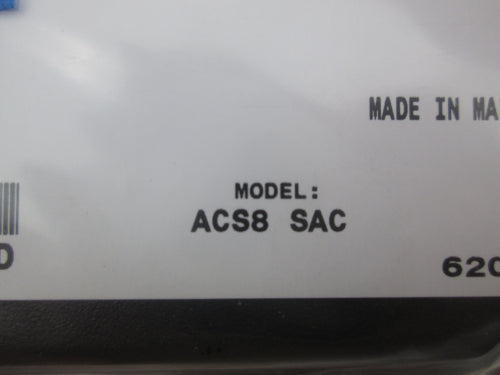 MADE IN MA
MODEL:
ACS8 SAC
D
620